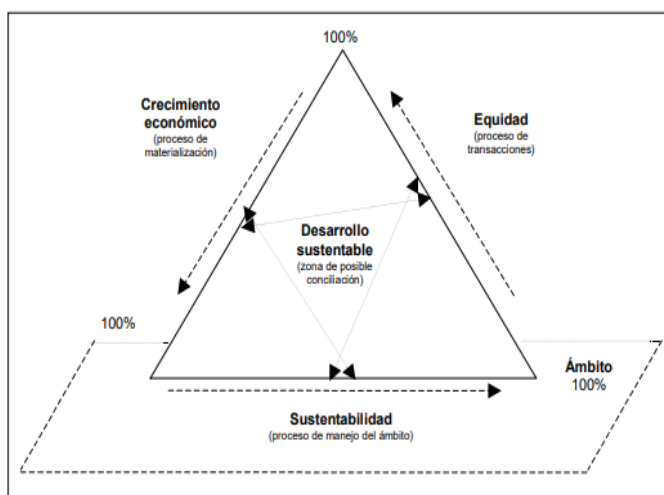 100%
Crecimiento
económico
(proceso de
materialización)
Equidad
(proceso de
transacciones)
Desarrollo
sustentable
(zona de posible
conciliación)
100%
Ámbito
100%
Sustentabilidad
(proceso de manejo del ámbito)